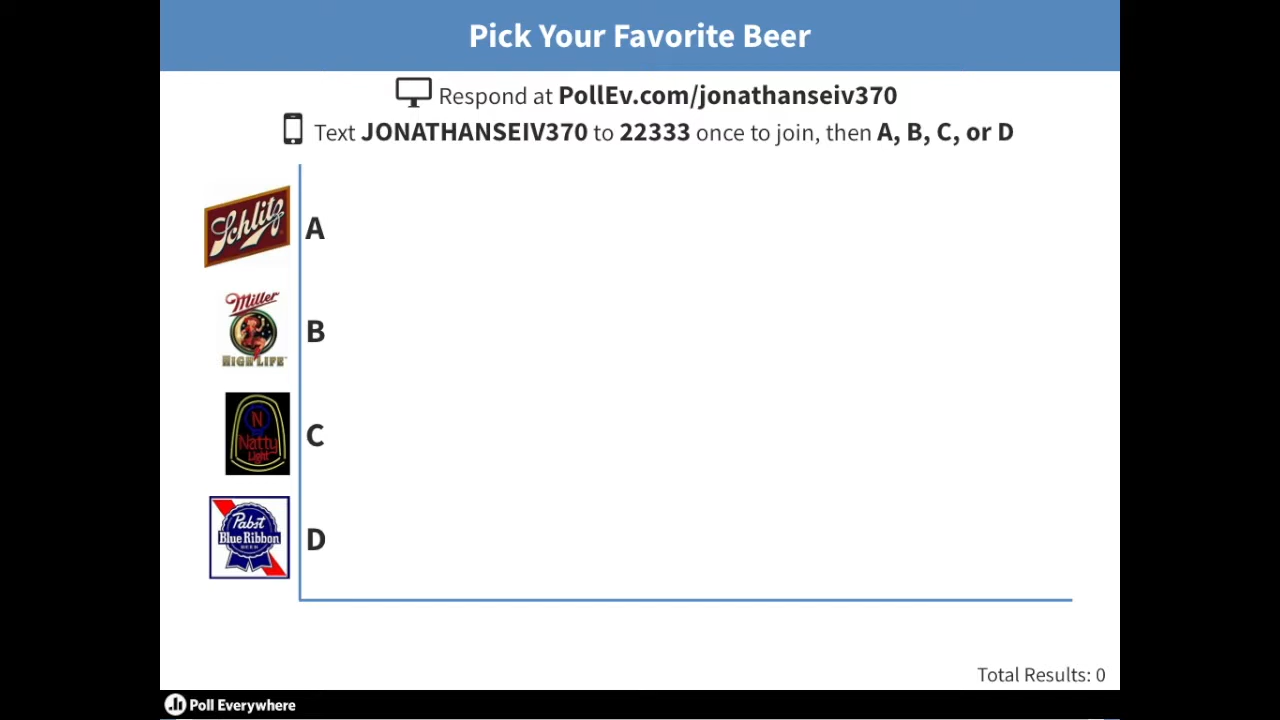 Pick Your Favorite Beer
Respond at PollEv.com/jonathanseiv370
Text JONATHANSEIV370 to 22333 once to join, then A, B, C, or D
Schlitz
A
Miller
HIGH LIFE
B
N
Natty
Light
C
Pabst
Blue Ribbon
BEER
D
Total Results: 0
Poll Everywhere